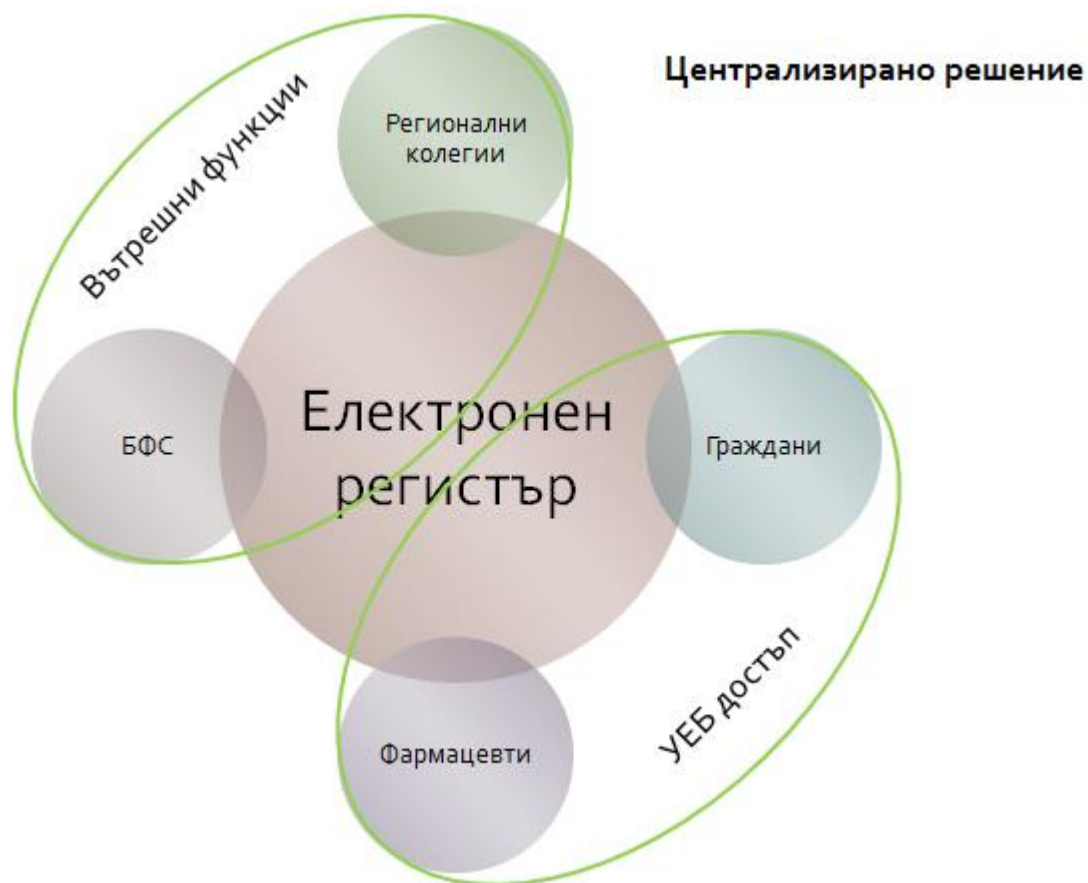 Централизирано решение
Регионални
колегии
Вътрешни функции
Електронен
регистър
БФС
Граждани
Фармацевти
УЕБ достъп